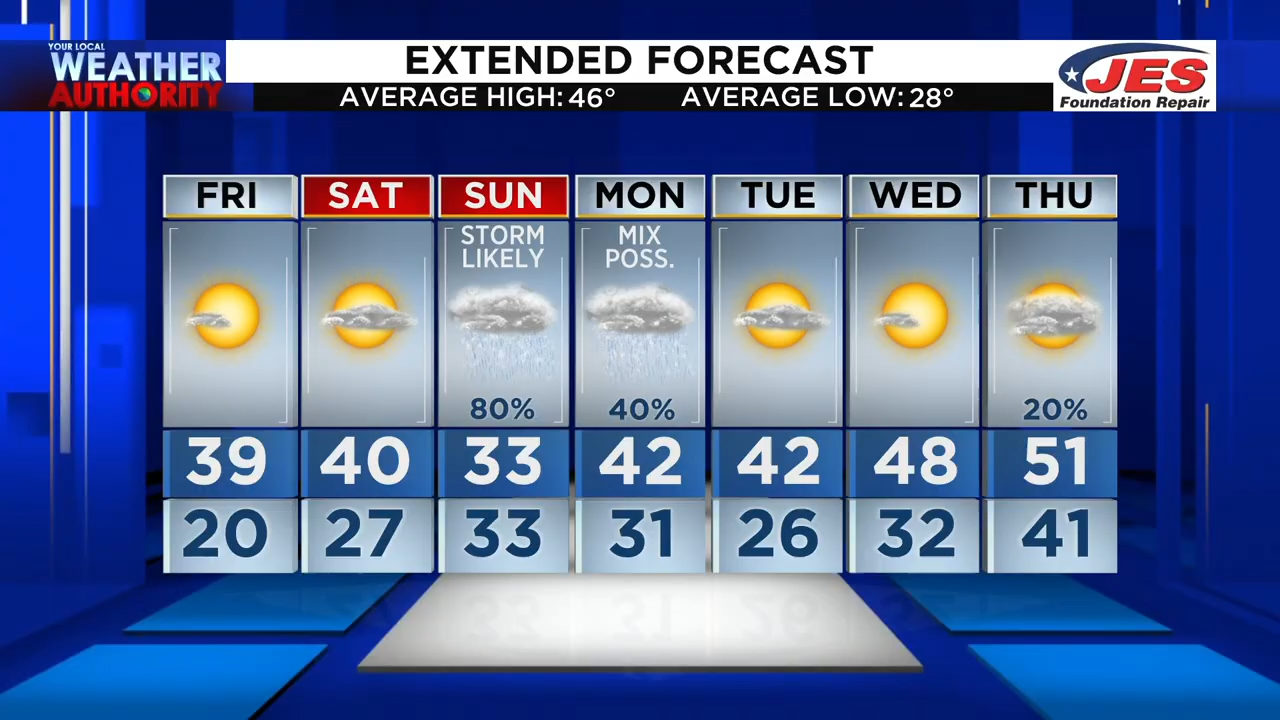 YOUR LOCAL
WEATHER
AUTHORITY
EXTENDED FORECAST
AVERAGE HIGH: 46° AVERAGE LOW: 28°
JES
Foundation Repair
FRI SAT SUN MON TUE WED THU
STORM LIKELY
MIX POSS.
80% 40% 20%
39 40 33 42 42 48 51
20 27 33 31 26 32 41